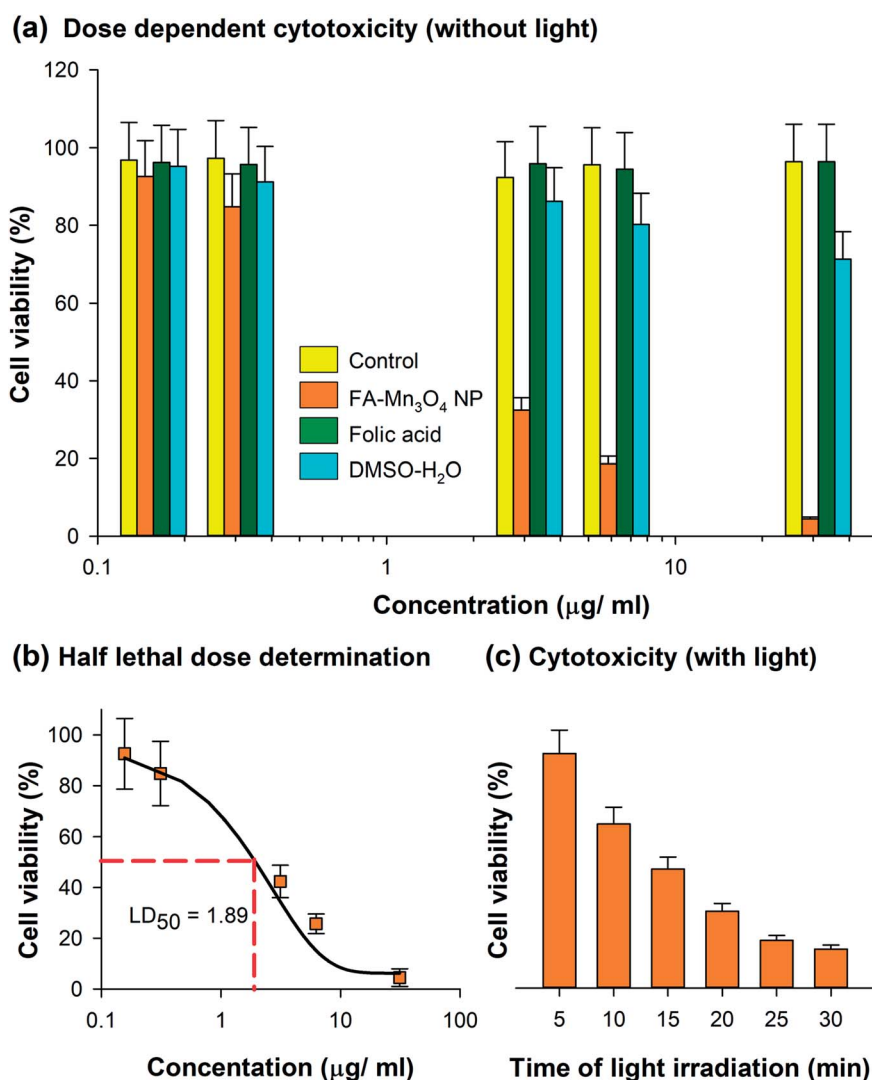 (a) Dose dependent cytotoxicity (without light)
120
100
80
60
40
20
0
Cell viability (%)
Control
FA-Mn₃O₄ NP
Folic acid
DMSO-H₂O
0.1 1 10
Concentration (μg/ ml)
(b) Half lethal dose determination
100
80
60
40
20
0
Cell viability (%)
LD₅₀ = 1.89
0.1 1 10 100
Concentation (μg/ ml)
(c) Cytotoxicity (with light)
Cell viability (%)
5 10 15 20 25 30
Time of light irradiation (min)